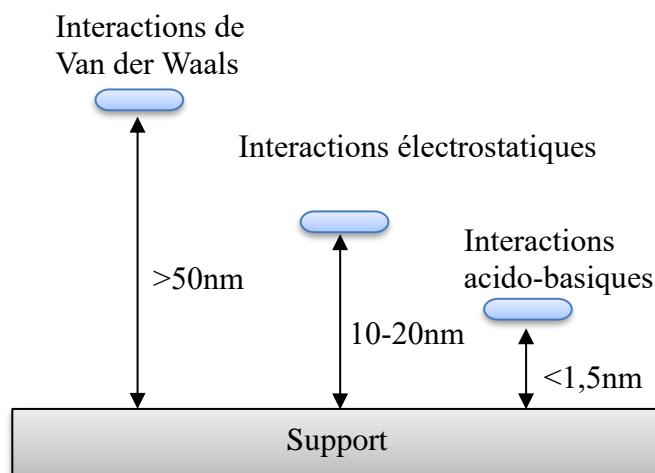 Interactions de
Van der Waals
Interactions électrostatiques
Interactions
acido-basiques
>50nm
10-20nm
<1,5nm
Support